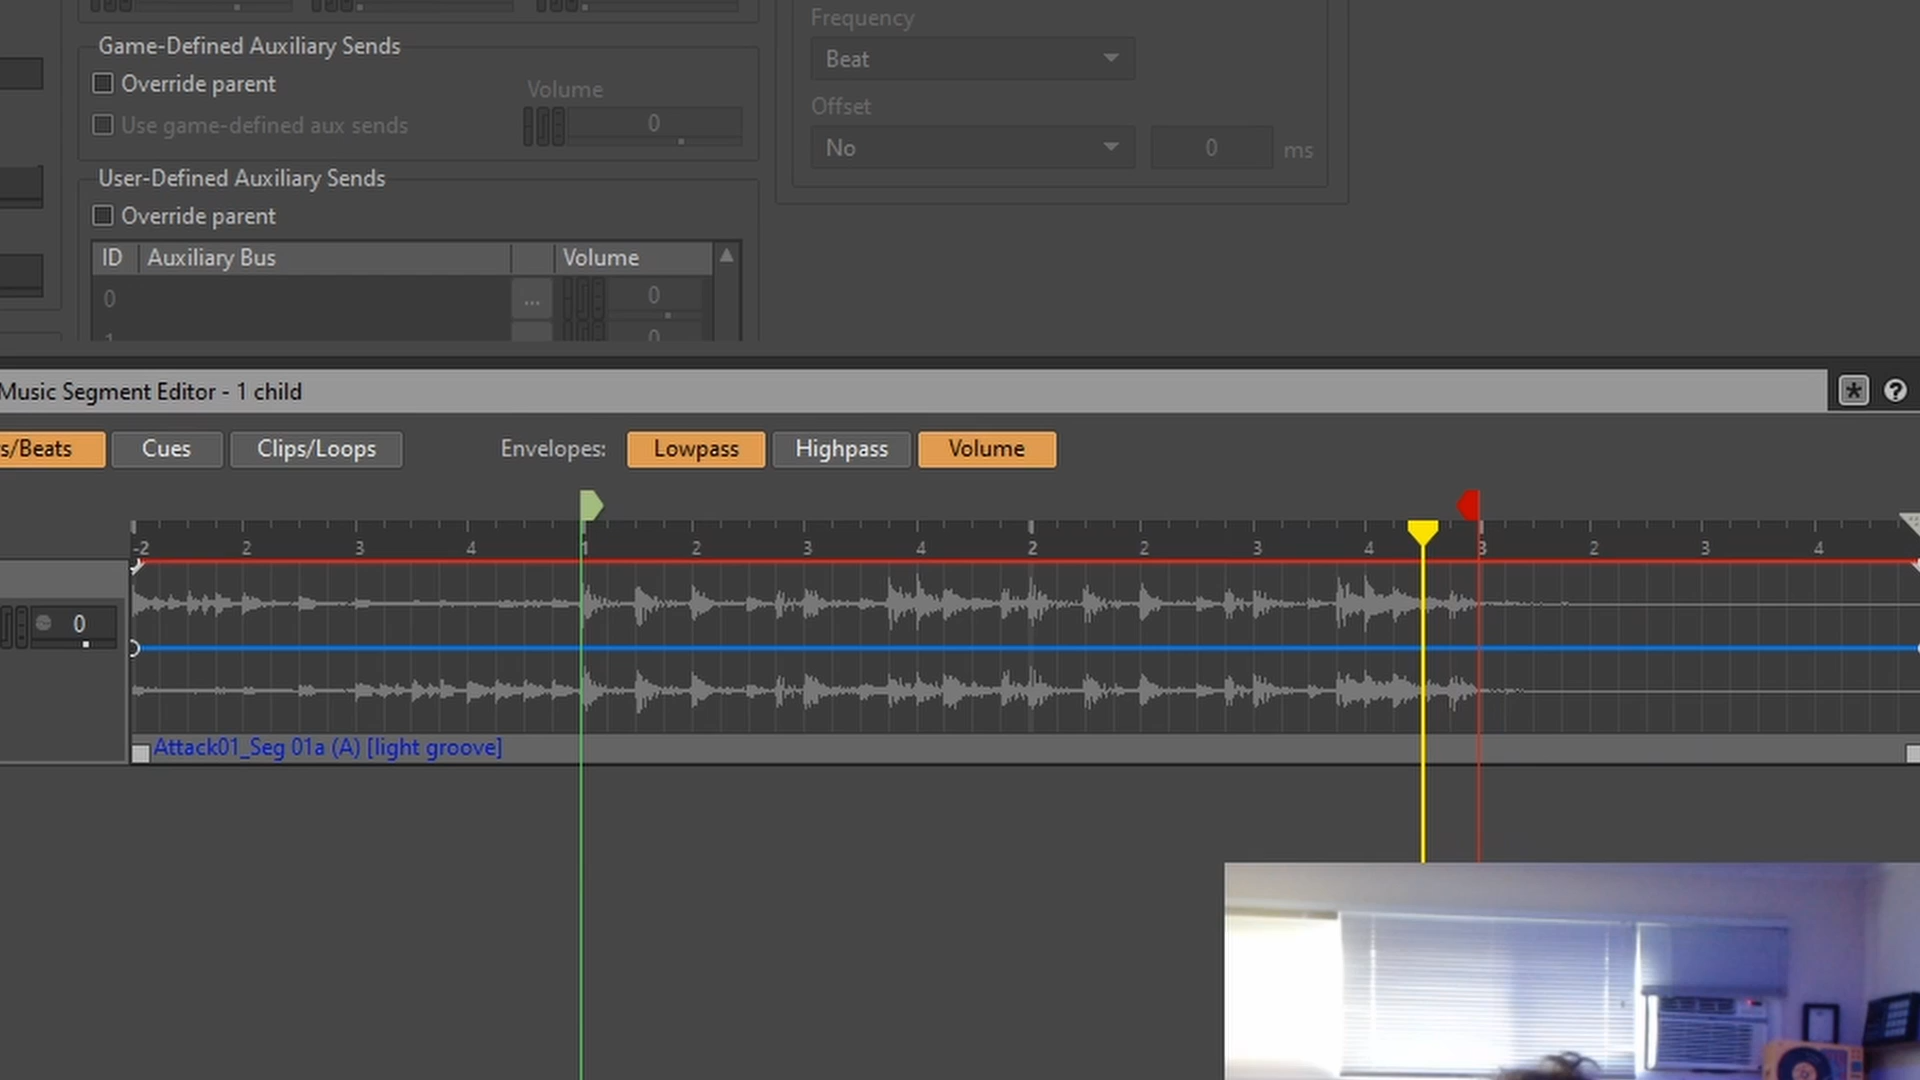 Frequency
Game-Defined Auxiliary Sends
Beat
Override parent
Volume
Offset
Use game-defined aux sends
0
No
0
ms
User-Defined Auxiliary Sends
Override parent
ID
Auxiliary Bus
Volume
0
...
0
Music Segment Editor - 1 child
s/Beats
Cues
Clips/Loops
Envelopes:
Lowpass
Highpass
Volume
-2 2 3 4 1 2 3 4 2 2 3 4 3 2 3 4
0
Attack01_Seg 01a (A) [light groove]